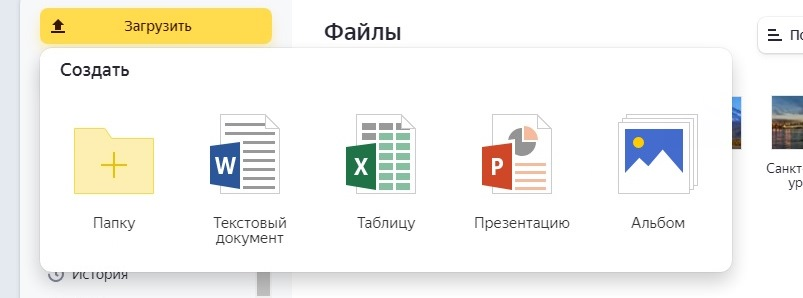 Загрузить
Файлы
По
Создать
W
X
P
Папку
Текстовый
документ
Таблицу
Презентацию
Альбом
Санкт
ур
История